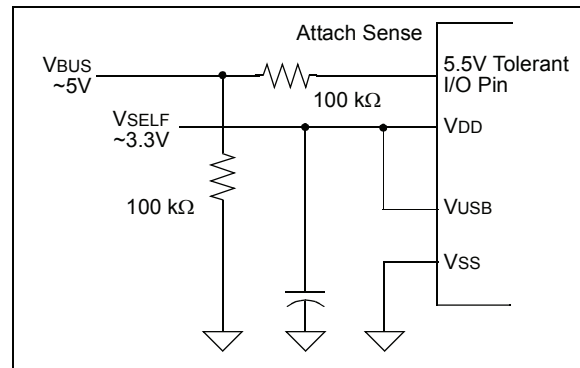 Attach Sense
VBUS
~5V
5.5V Tolerant
I/O Pin
100 kΩ
VSELF
~3.3V
VDD
100 kΩ
VUSB
VSS